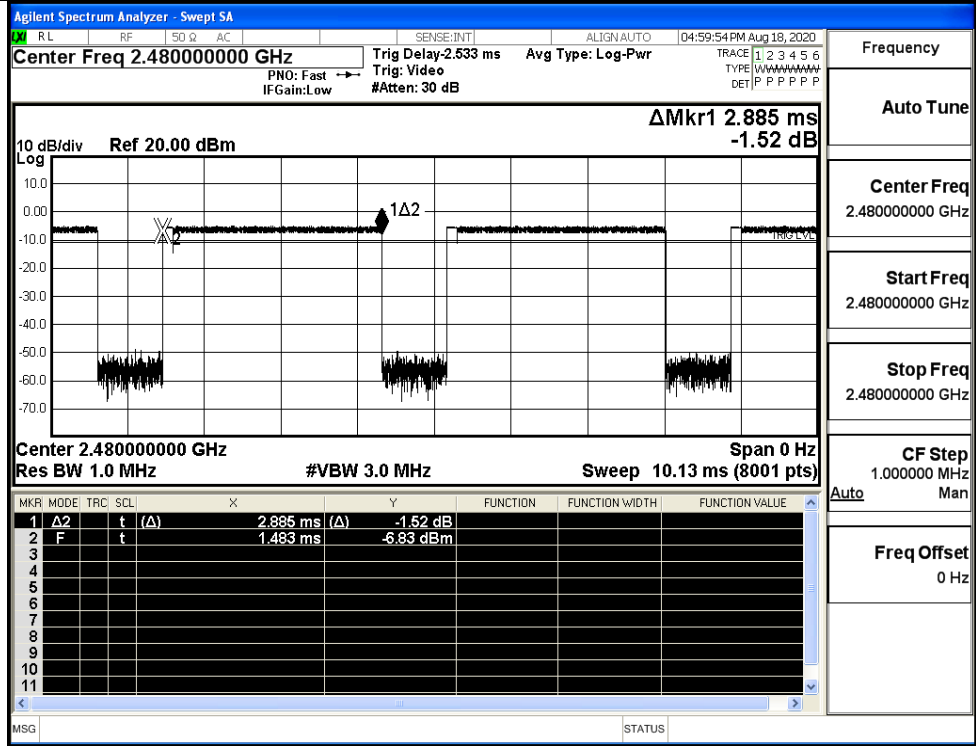 Agilent Spectrum Analyzer - Swept SA
LXI RL RF 50 Ω AC SENSE:INT ALIGN AUTO 04:59:54 PM Aug 18, 2020
Center Freq 2.480000000 GHz
PNO: Fast
IFGain:Low
Trig Delay-2.533 ms
Trig: Video
#Atten: 30 dB
Avg Type: Log-Pwr
TRACE 1 2 3 4 5 6
TYPE WWWWWW
DET P P P P P P
ΔMkr1 2.885 ms
-1.52 dB
10 dB/div Ref 20.00 dBm
Log
10.0
0.00
-10.0
-20.0
-30.0
-40.0
-50.0
-60.0
-70.0
1Δ2
2
TRIG LVL
Center 2.480000000 GHz Span 0 Hz
Res BW 1.0 MHz #VBW 3.0 MHz Sweep 10.13 ms (8001 pts)
MKR MODE TRC SCL X Y FUNCTION FUNCTION WIDTH FUNCTION VALUE
1 Δ2 t (Δ) 2.885 ms (Δ) -1.52 dB
2 F t 1.483 ms -6.83 dBm
3
4
5
6
7
8
9
10
11
MSG STATUS
Frequency
Auto Tune
Center Freq
2.480000000 GHz
Start Freq
2.480000000 GHz
Stop Freq
2.480000000 GHz
CF Step
1.000000 MHz
Auto Man
Freq Offset
0 Hz